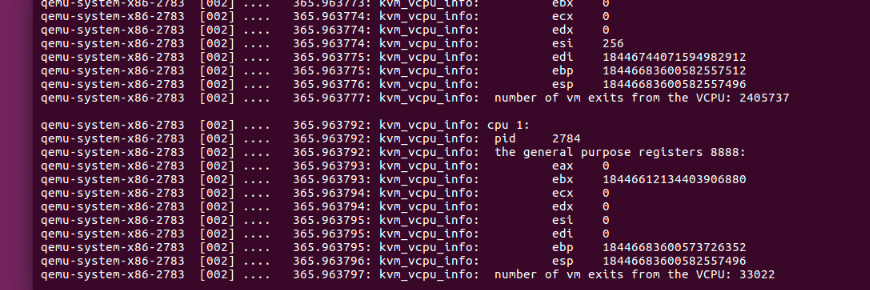 qemu-system-x86-2783 [002] .... 365.963773: kvm_vcpu_info: ebx 0
qemu-system-x86-2783 [002] .... 365.963774: kvm_vcpu_info: ecx 0
qemu-system-x86-2783 [002] .... 365.963774: kvm_vcpu_info: edx 0
qemu-system-x86-2783 [002] .... 365.963774: kvm_vcpu_info: esi 256
qemu-system-x86-2783 [002] .... 365.963775: kvm_vcpu_info: edi 18446744071594982912
qemu-system-x86-2783 [002] .... 365.963775: kvm_vcpu_info: ebp 18446683600582557512
qemu-system-x86-2783 [002] .... 365.963776: kvm_vcpu_info: esp 18446683600582557496
qemu-system-x86-2783 [002] .... 365.963777: kvm_vcpu_info: number of vm exits from the VCPU: 2405737
qemu-system-x86-2783 [002] .... 365.963792: kvm_vcpu_info: cpu 1:
qemu-system-x86-2783 [002] .... 365.963792: kvm_vcpu_info: pid 2784
qemu-system-x86-2783 [002] .... 365.963792: kvm_vcpu_info: the general purpose registers 8888:
qemu-system-x86-2783 [002] .... 365.963793: kvm_vcpu_info: eax 0
qemu-system-x86-2783 [002] .... 365.963793: kvm_vcpu_info: ebx 18446612134403906880
qemu-system-x86-2783 [002] .... 365.963794: kvm_vcpu_info: ecx 0
qemu-system-x86-2783 [002] .... 365.963794: kvm_vcpu_info: edx 0
qemu-system-x86-2783 [002] .... 365.963795: kvm_vcpu_info: esi 0
qemu-system-x86-2783 [002] .... 365.963795: kvm_vcpu_info: edi 0
qemu-system-x86-2783 [002] .... 365.963795: kvm_vcpu_info: ebp 18446683600573726352
qemu-system-x86-2783 [002] .... 365.963796: kvm_vcpu_info: esp 18446683600582557496
qemu-system-x86-2783 [002] .... 365.963797: kvm_vcpu_info: number of vm exits from the VCPU: 33022